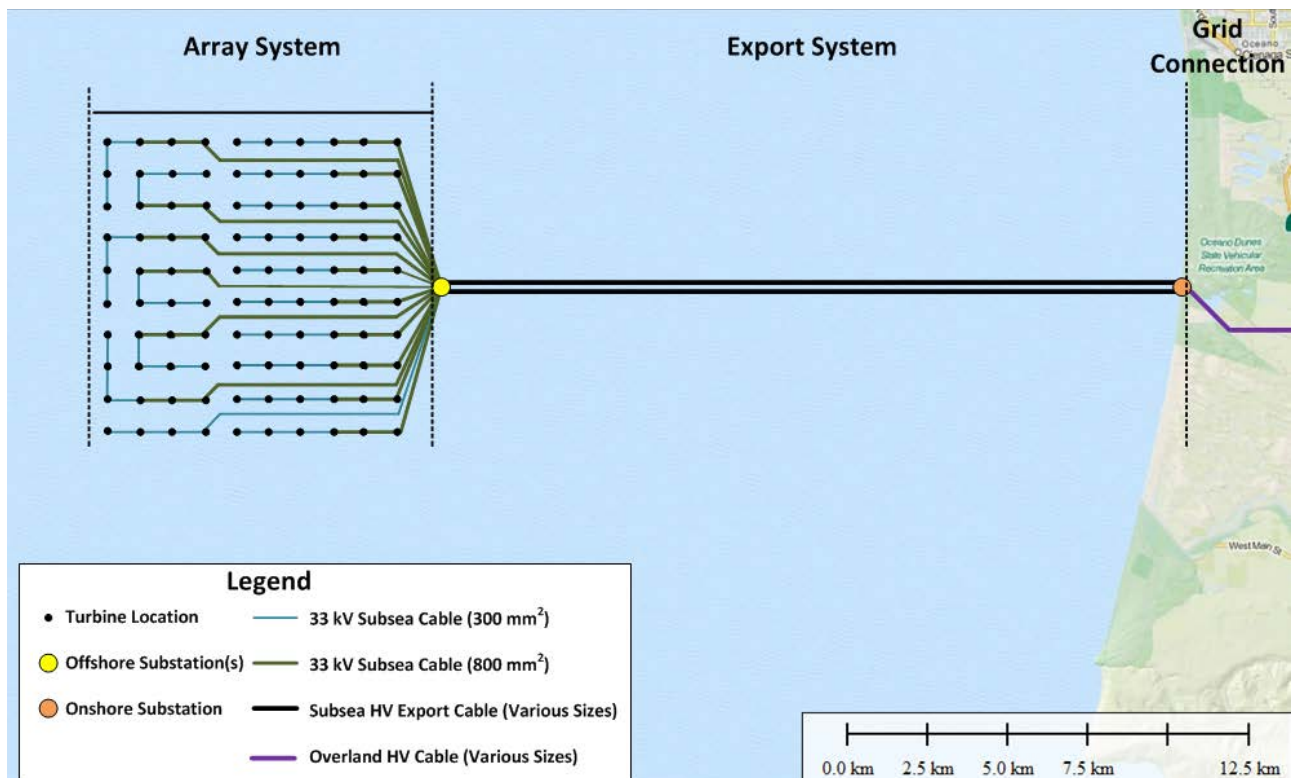 Array System
Export System
Grid
Connection
Oceano
Cienaga S
Oceano Dunes
State Vehicular
Recreation Area
West Main St
Legend
Turbine Location
33 kV Subsea Cable (300 mm²)
Offshore Substation(s)
33 kV Subsea Cable (800 mm²)
Onshore Substation
Subsea HV Export Cable (Various Sizes)
Overland HV Cable (Various Sizes)
0.0 km
2.5 km
5.0 km
7.5 km
12.5 km